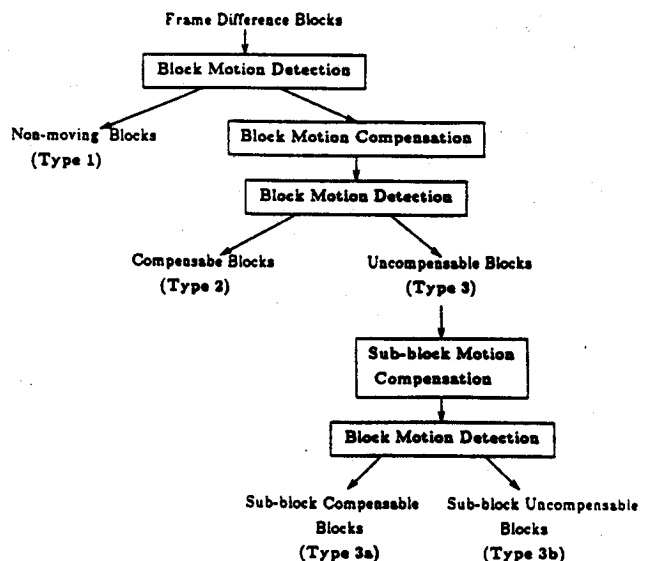 Frame Difference Blocks
Block Motion Detection
Non-moving Blocks
(Type 1)
Block Motion Compensation
Block Motion Detection
Compensabe Blocks
(Type 2)
Uncompensable Blocks
(Type 3)
Sub-block Motion
Compensation
Block Motion Detection
Sub-block Compensable
Blocks
(Type 3a)
Sub-block Uncompensable
Blocks
(Type 3b)